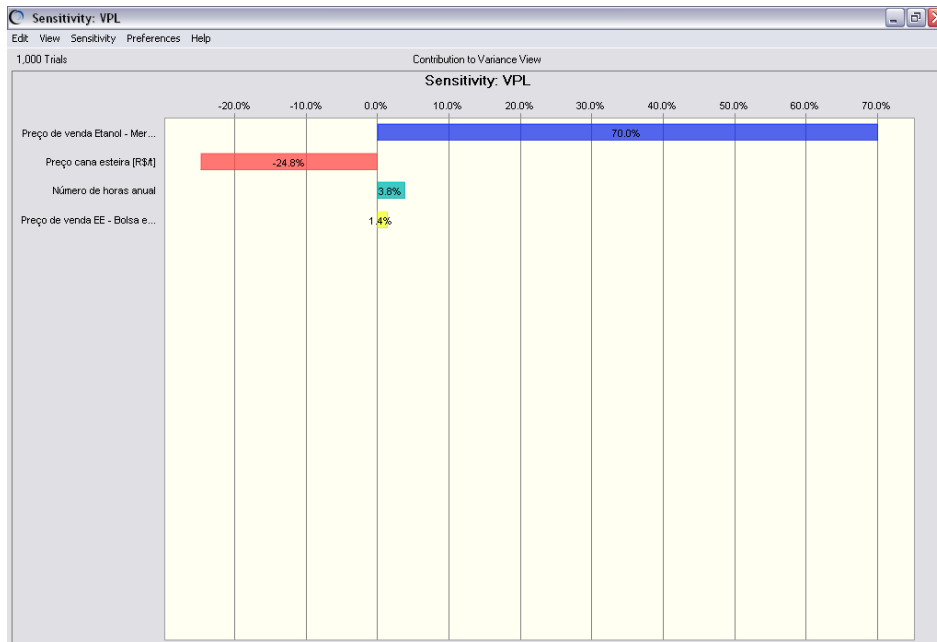 Sensitivity: VPL
Edit View Sensitivity Preferences Help
1,000 Trials Contribution to Variance View
Sensitivity: VPL
-20.0% -10.0% 0.0% 10.0% 20.0% 30.0% 40.0% 50.0% 60.0% 70.0%
Preço de venda Etanol - Mer... 70.0%
Preço cana esteira [R$/t] -24.8%
Número de horas anual 3.8%
Preço de venda EE - Bolsa e... 1.4%